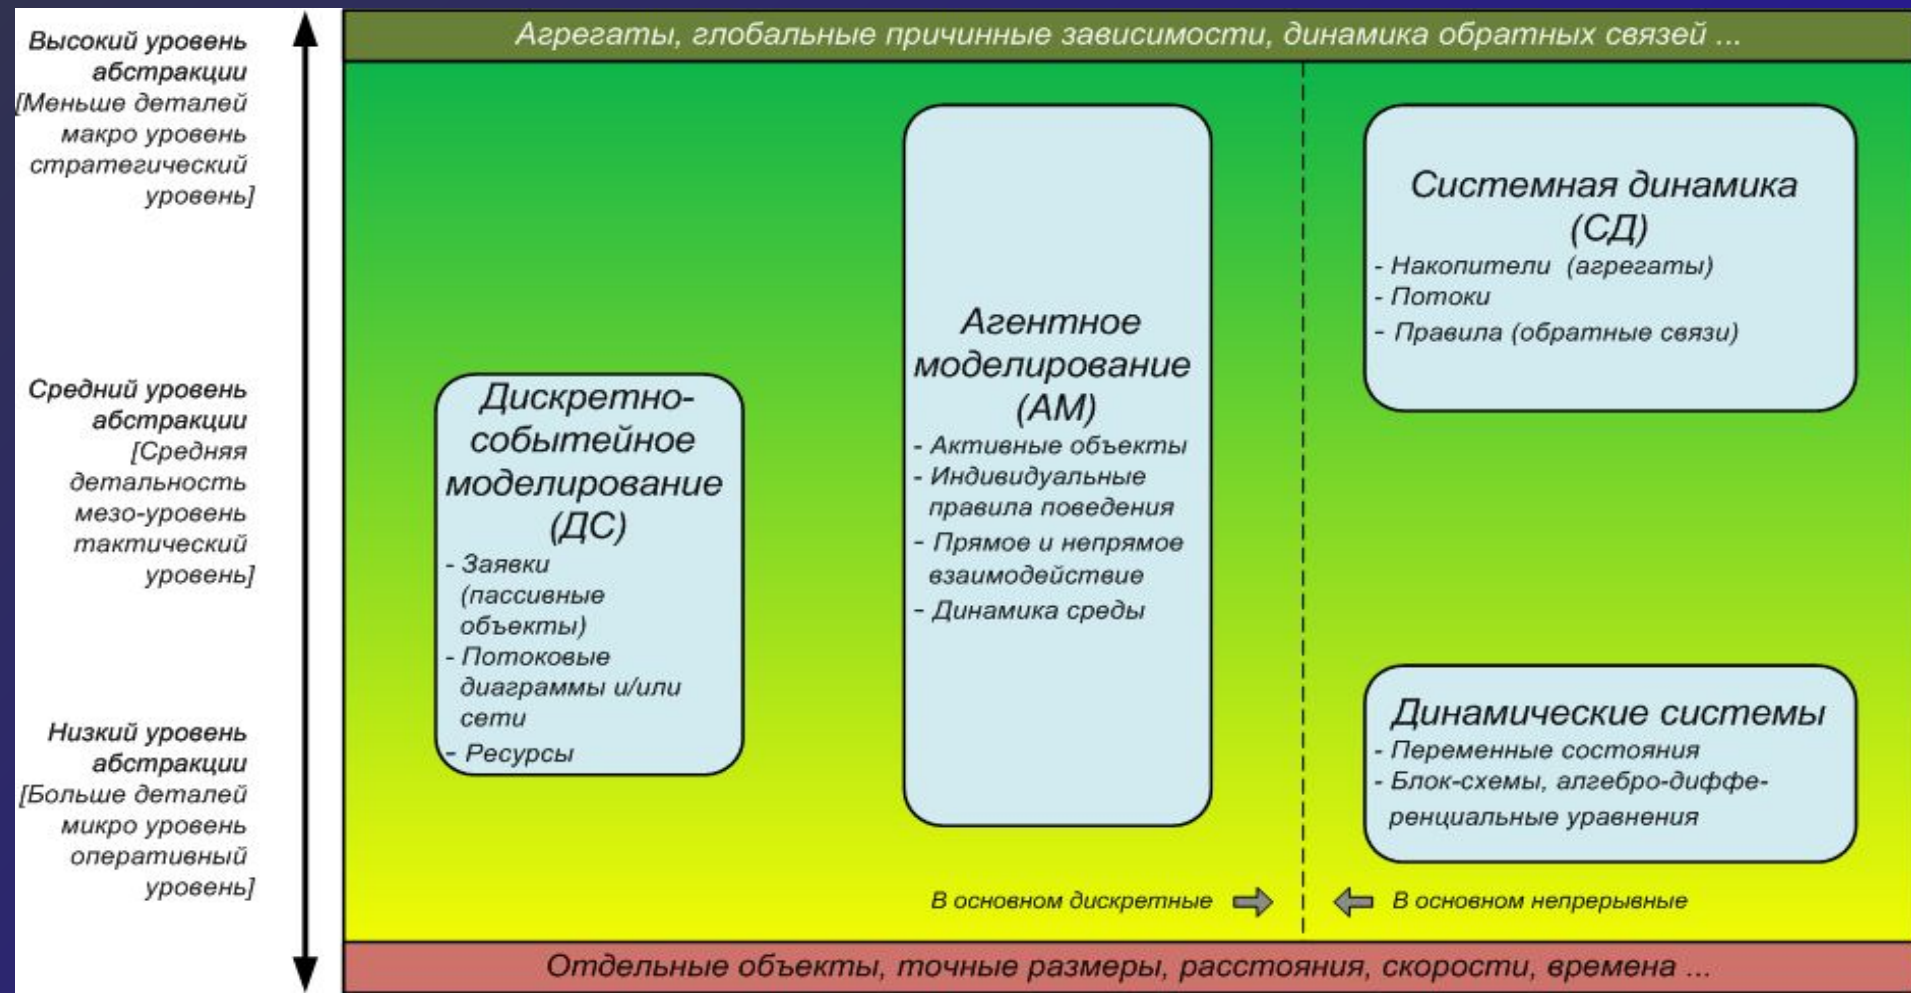 Высокий уровень
абстракции
[Меньше деталей
макро уровень
стратегический
уровень]
Средний уровень
абстракции
[Средняя
детальность
мезо-уровень
тактический
уровень]
Низкий уровень
абстракции
[Больше деталей
микро уровень
оперативный
уровень]
Агрегаты, глобальные причинные зависимости, динамика обратных связей ...
Дискретно-
событейное
моделирование
(ДС)
- Заявки
(пассивные
объекты)
- Потоковые
диаграммы и/или
сети
- Ресурсы
Агентное
моделирование
(АМ)
- Активные объекты
- Индивидуальные
правила поведения
- Прямое и непрямое
взаимодействие
- Динамика среды
Системная динамика
(СД)
- Накопители (агрегаты)
- Потоки
- Правила (обратные связи)
Динамические системы
- Переменные состояния
- Блок-схемы, алгебро-диффе-
ренциальные уравнения
В основном дискретные
В основном непрерывные
Отдельные объекты, точные размеры, расстояния, скорости, времена ...